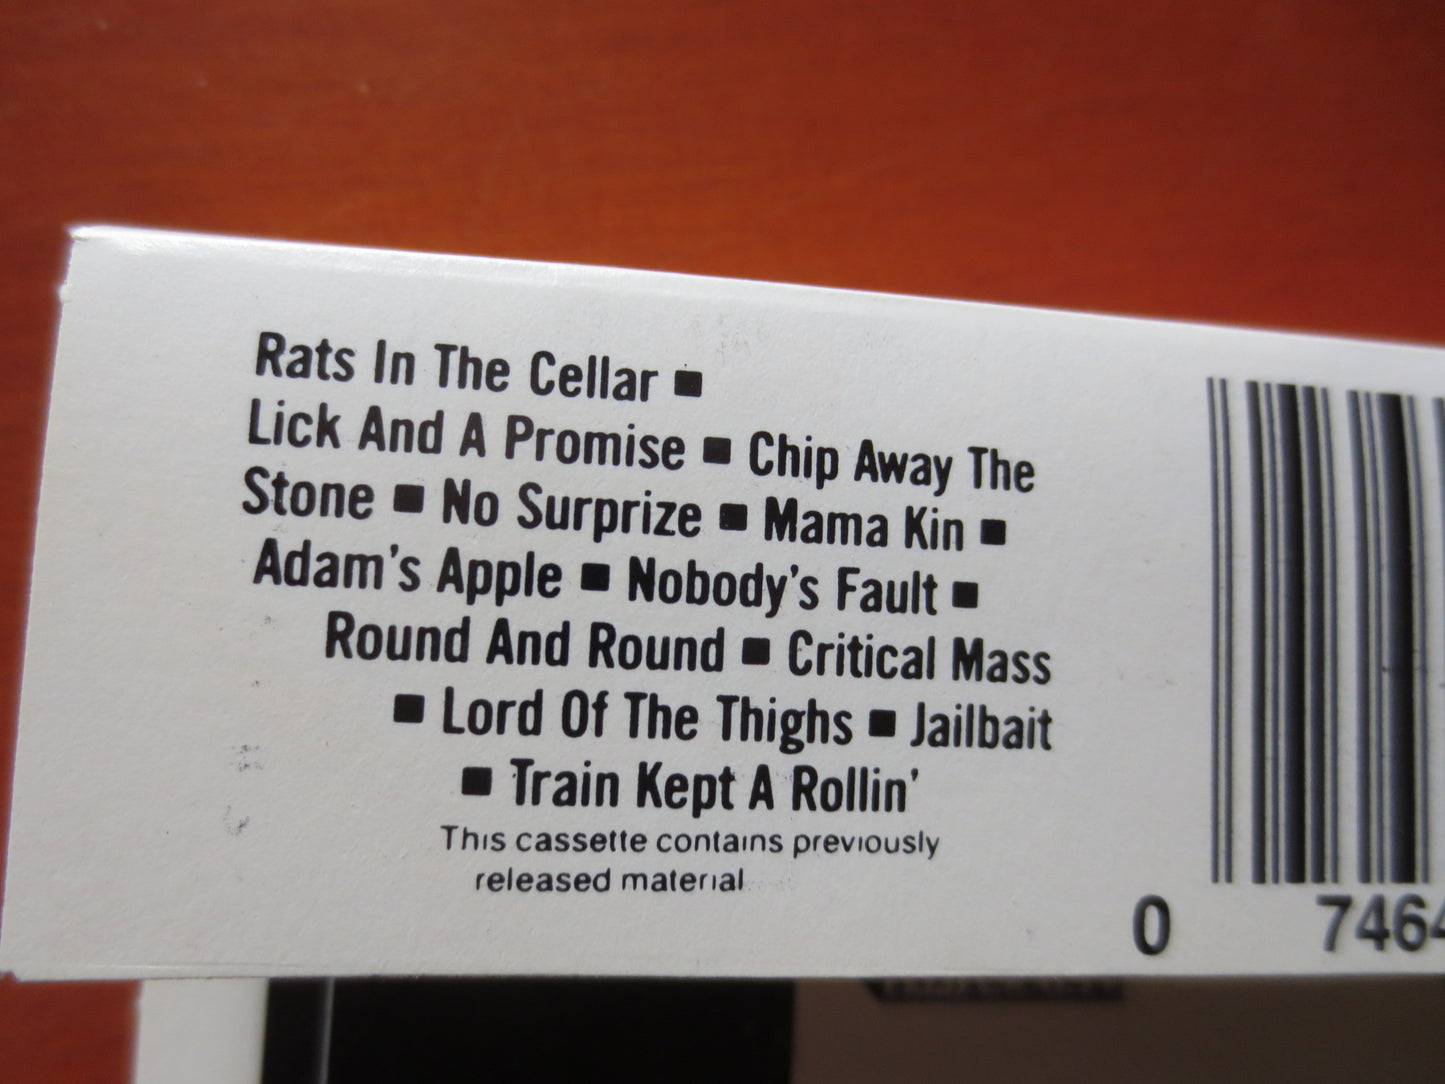 Rats In The Cellar ■
Lick And A Promise ■ Chip Away The
Stone ■ No Surprize ■ Mama Kin ■
Adam's Apple ■ Nobody's Fault ■
Round And Round ■ Critical Mass
■ Lord Of The Thighs ■ Jailbait
■ Train Kept A Rollin'
This cassette contains previously
released material
0 7464